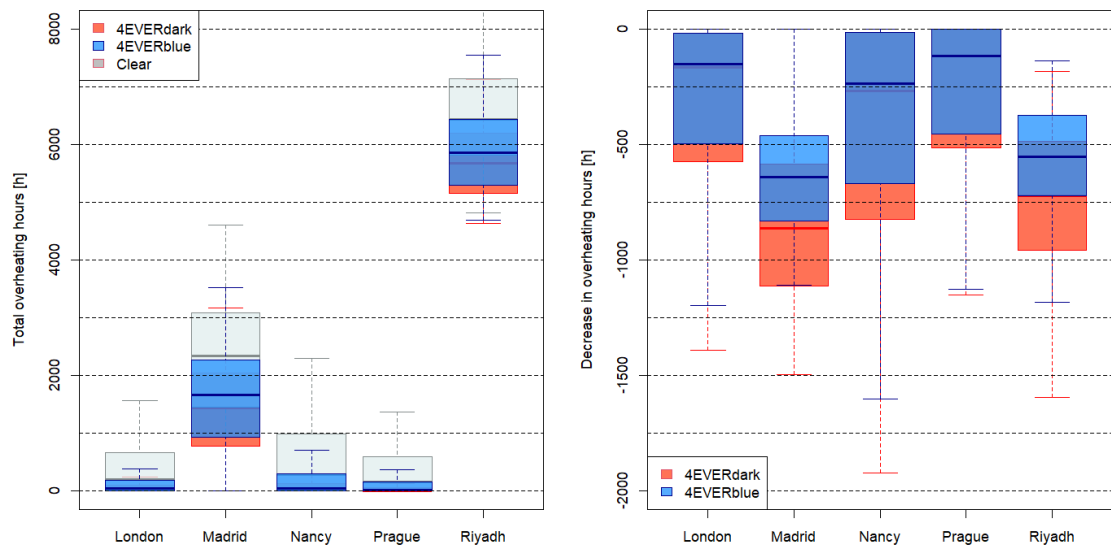 4EVERdark
4EVERblue
Clear
Total overheating hours [h]
8000
6000
4000
2000
0
London Madrid Nancy Prague Riyadh
Decrease in overheating hours [h]
0
-500
-1000
-1500
-2000
4EVERdark
4EVERblue
London Madrid Nancy Prague Riyadh